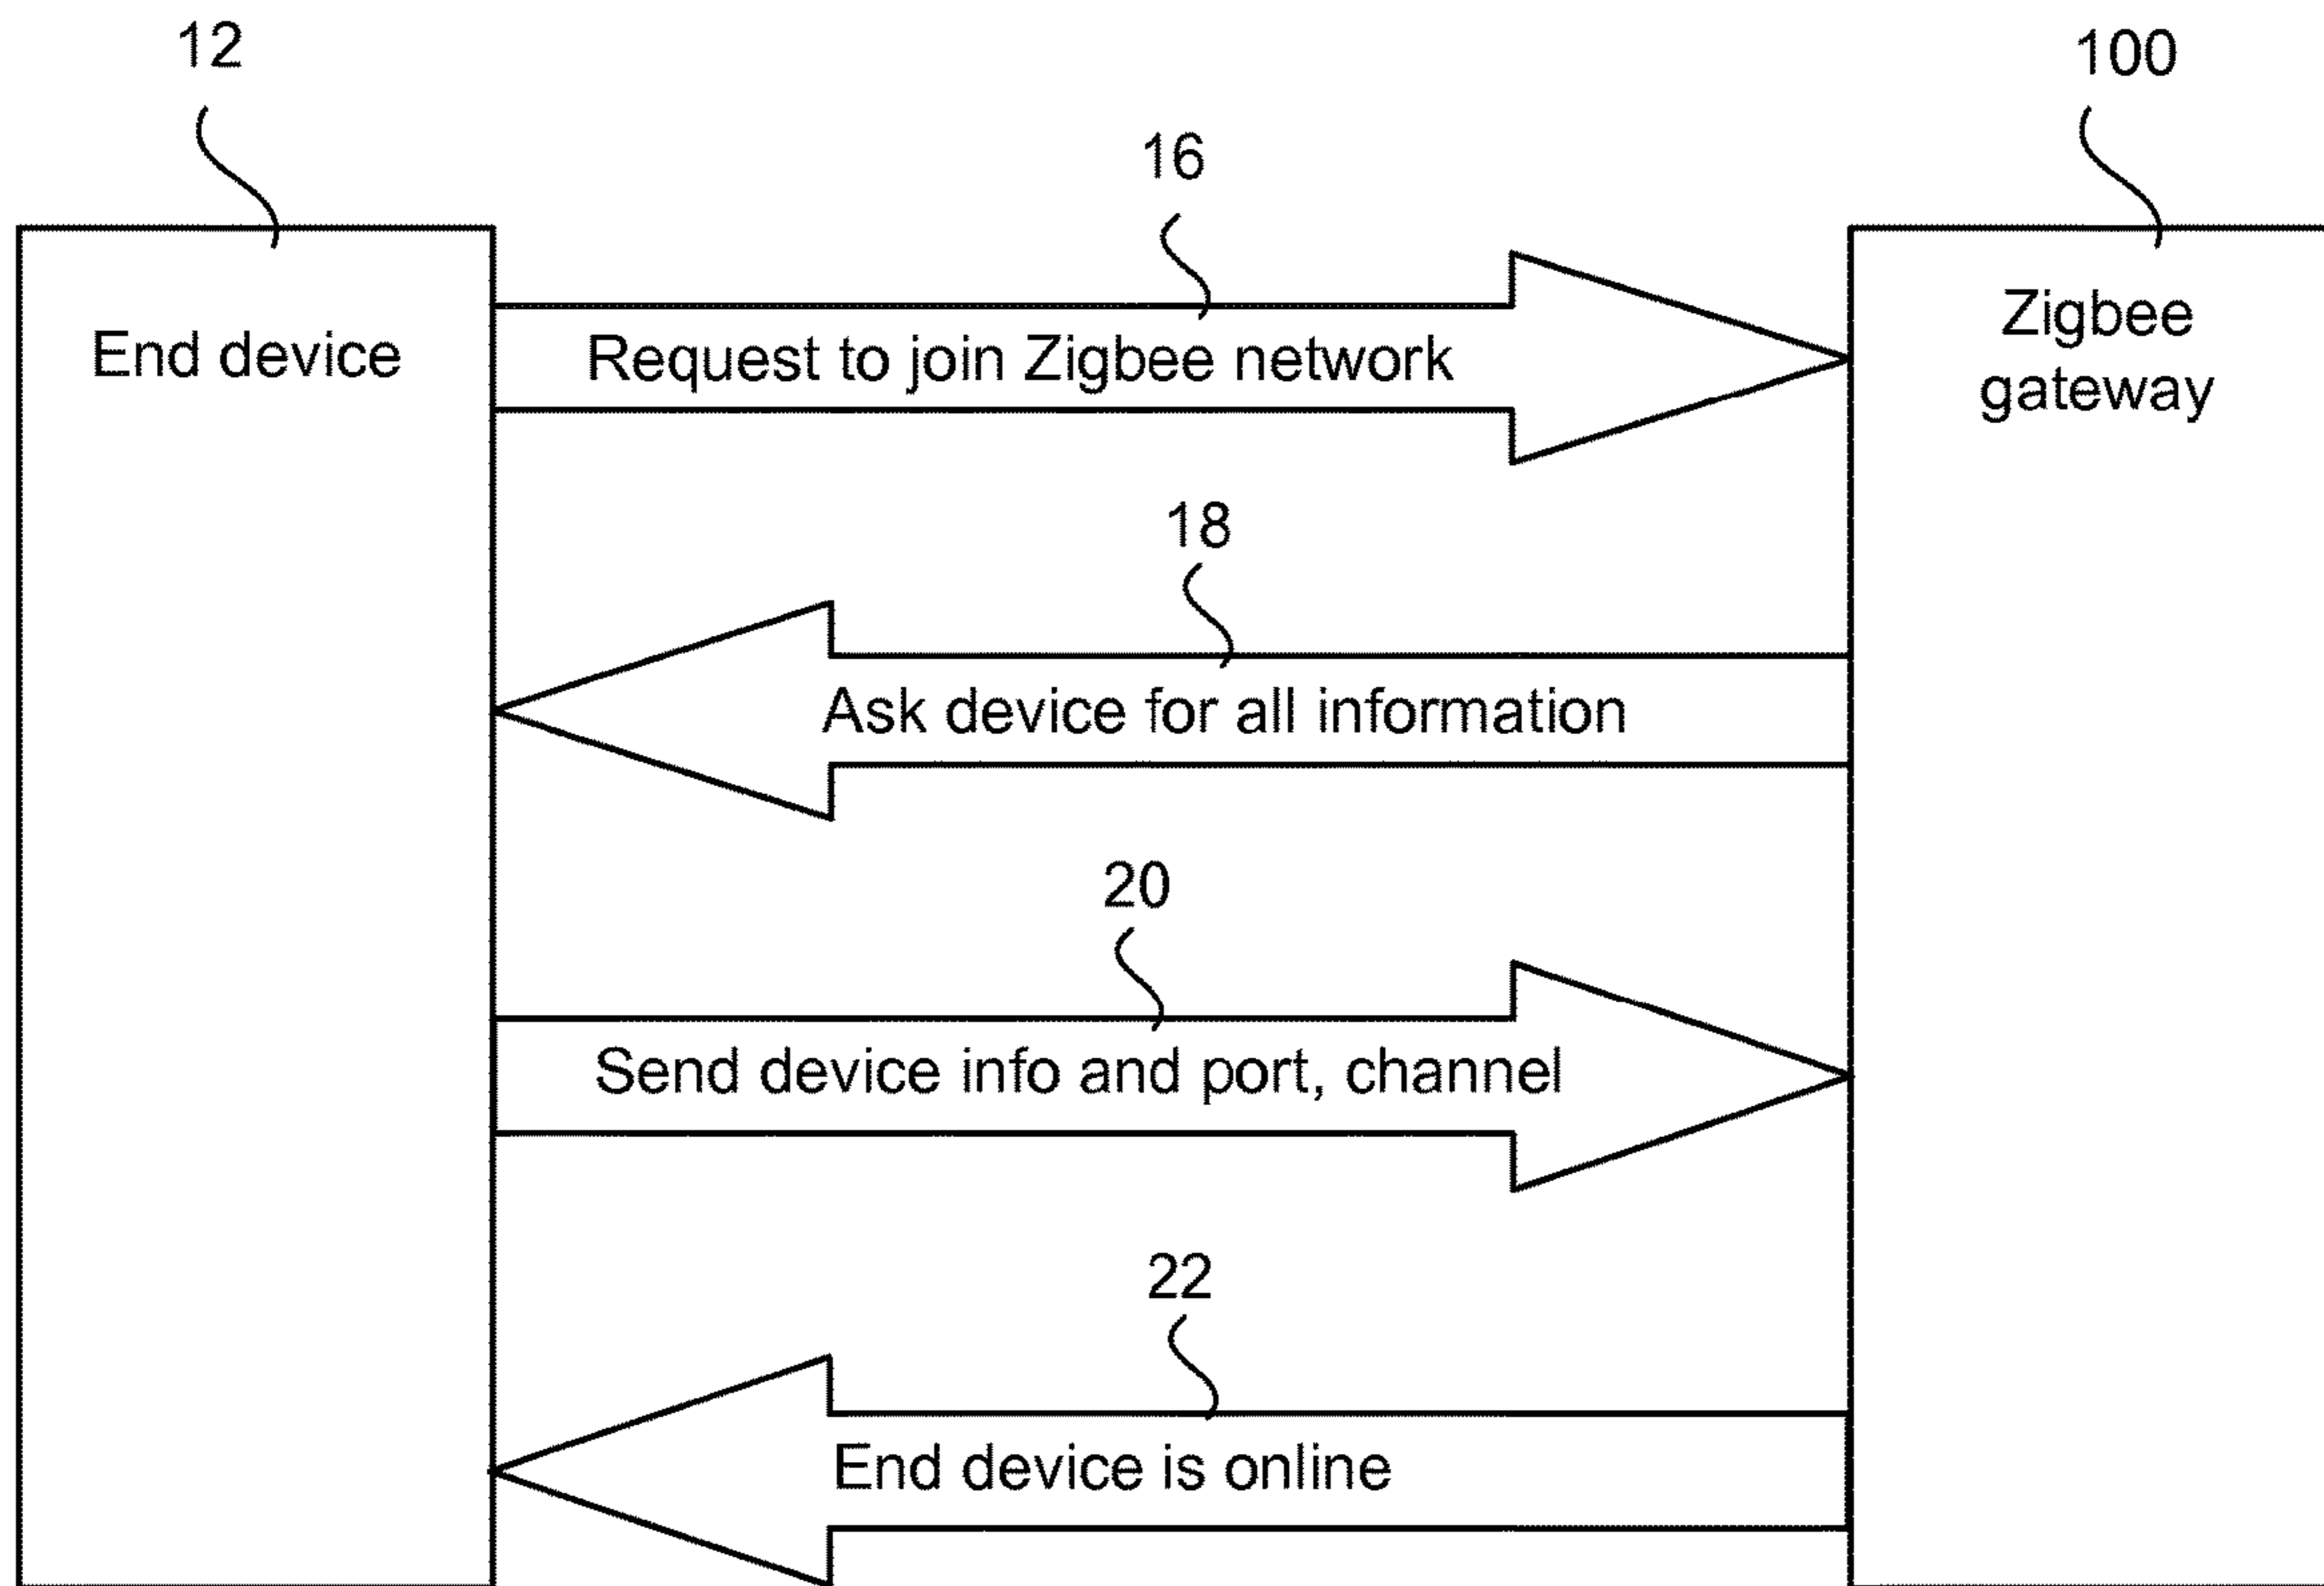 12
100
16
End device
Request to join Zigbee network
Zigbee
gateway
18
Ask device for all information
20
Send device info and port, channel
22
End device is online